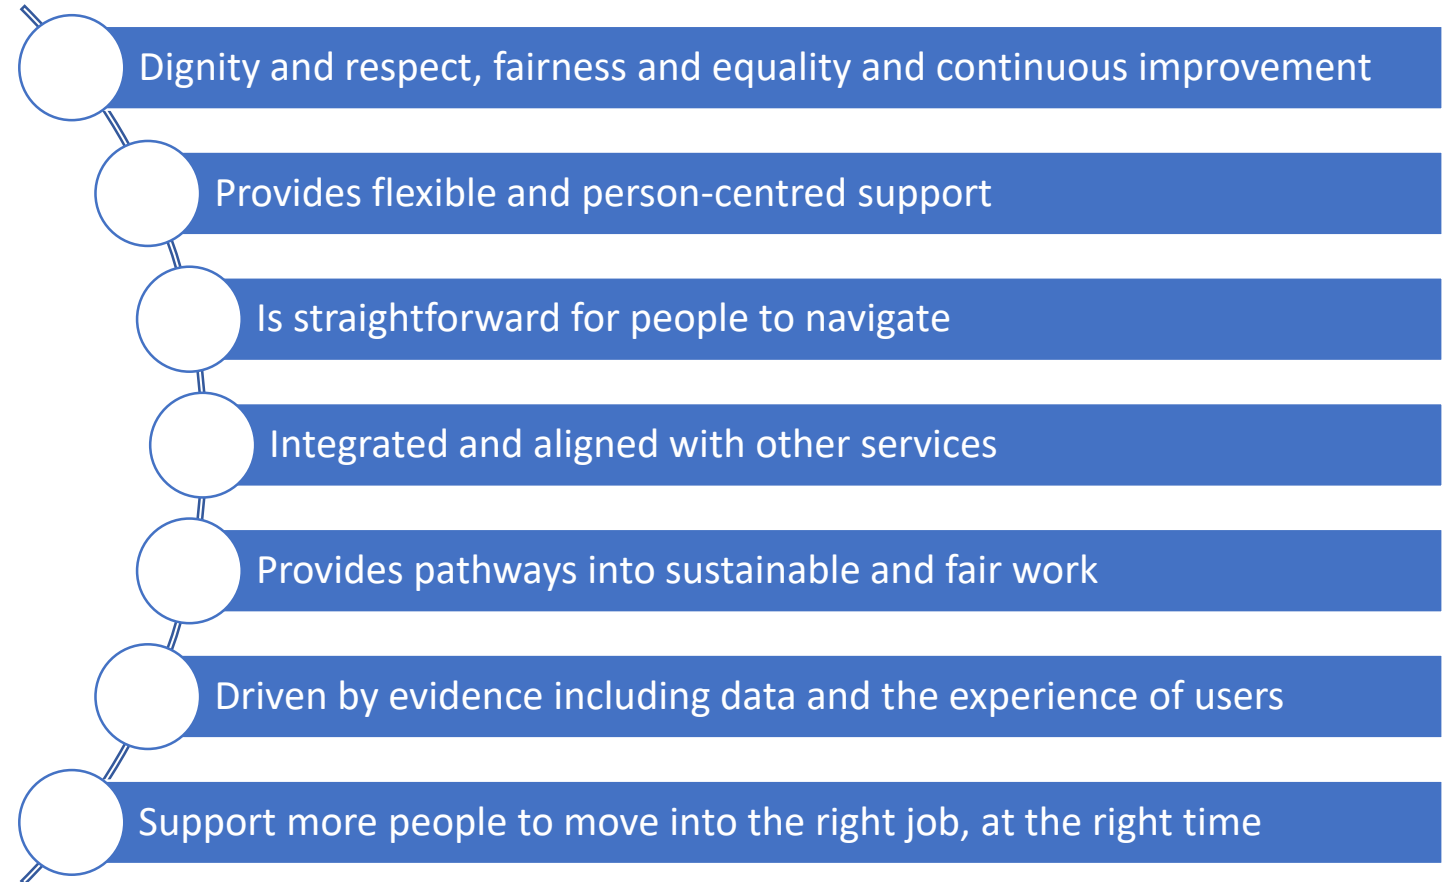 Dignity and respect, fairness and equality and continuous improvement
Provides flexible and person-centred support
Is straightforward for people to navigate
Integrated and aligned with other services
Provides pathways into sustainable and fair work
Driven by evidence including data and the experience of users
Support more people to move into the right job, at the right time